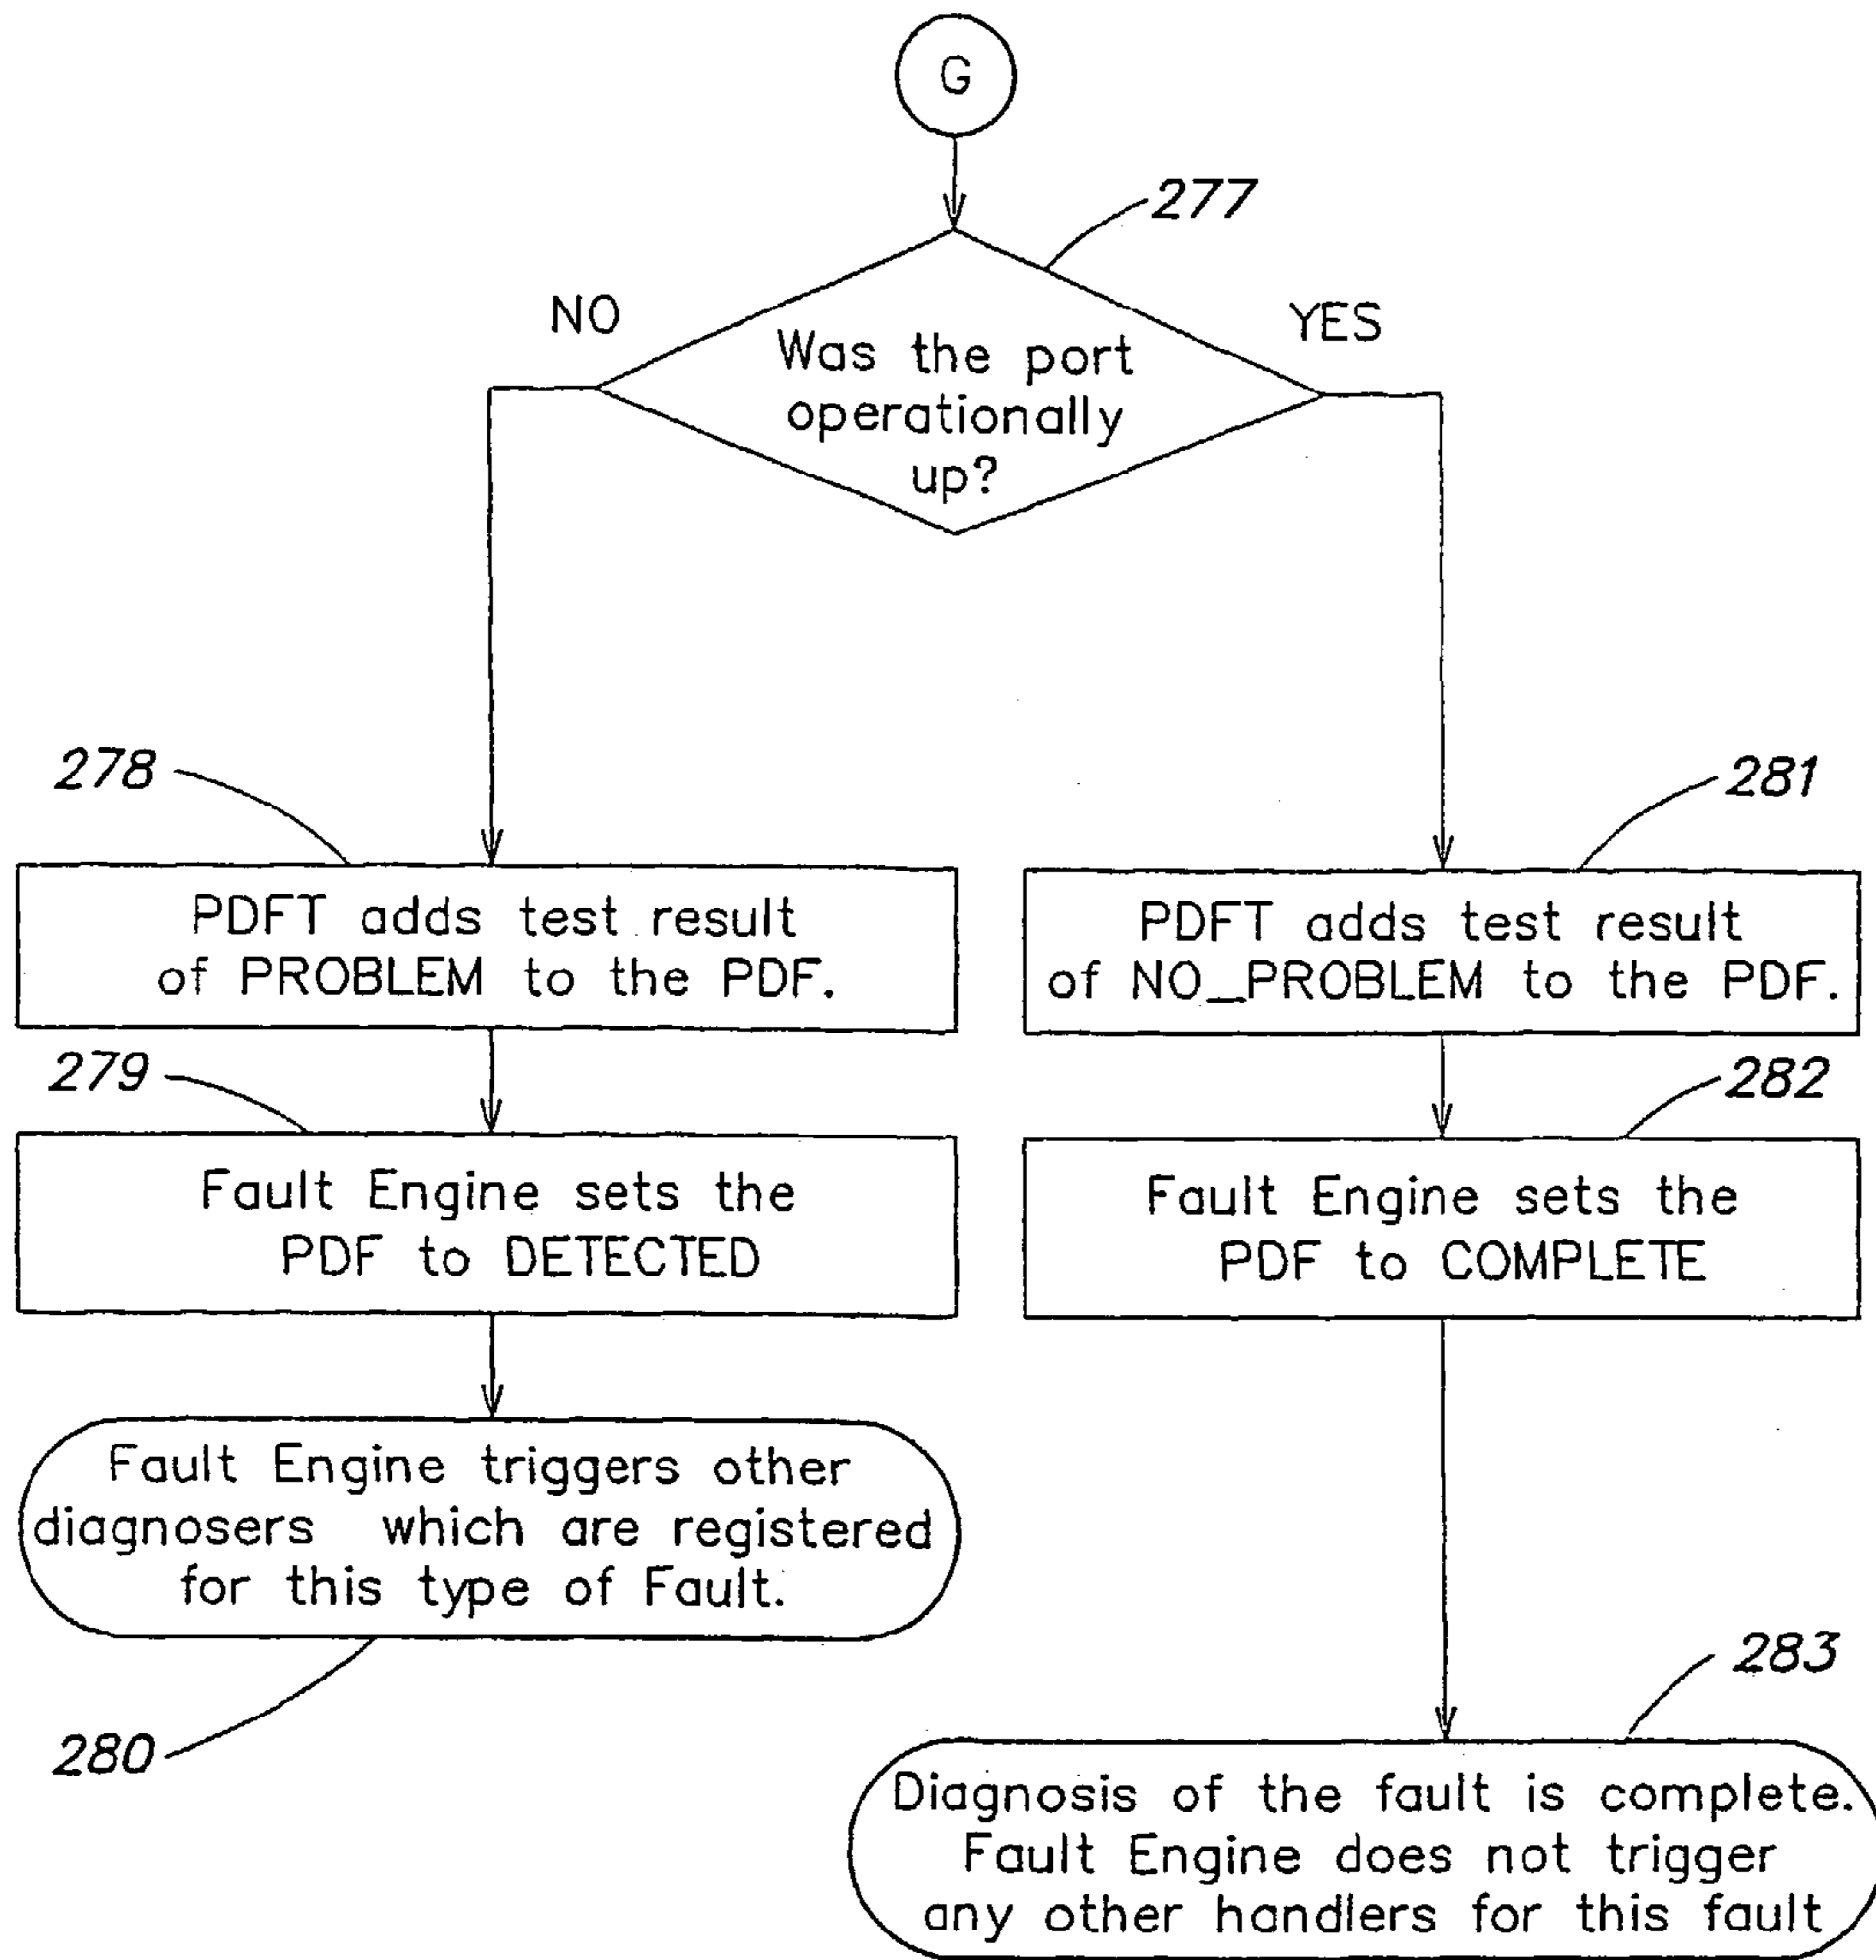 G
277
NO
YES
Was the port
operationally
up?
278
281
PDFT adds test result
of PROBLEM to the PDF.
PDFT adds test result
of NO_PROBLEM to the PDF.
279
282
Fault Engine sets the
PDF to DETECTED
Fault Engine sets the
PDF to COMPLETE
Fault Engine triggers other
diagnosers which are registered
for this type of Fault.
280
283
Diagnosis of the fault is complete.
Fault Engine does not trigger
any other handlers for this fault